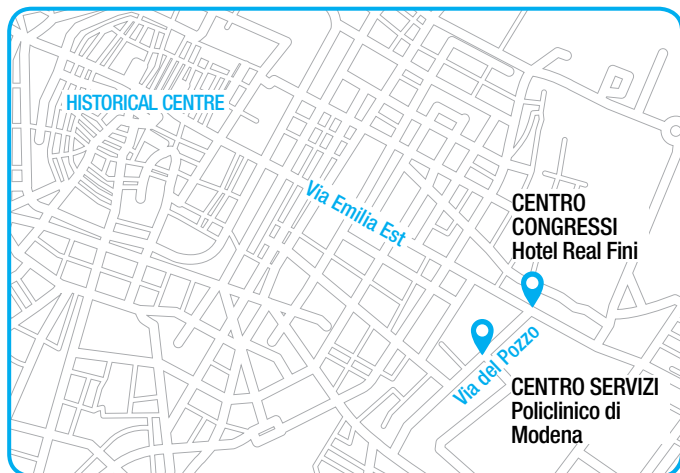 HISTORICAL CENTRE
Via Emilia Est
CENTRO
CONGRESSI
Hotel Real Fini
Via del Pozzo
CENTRO SERVIZI
Policlinico di
Modena